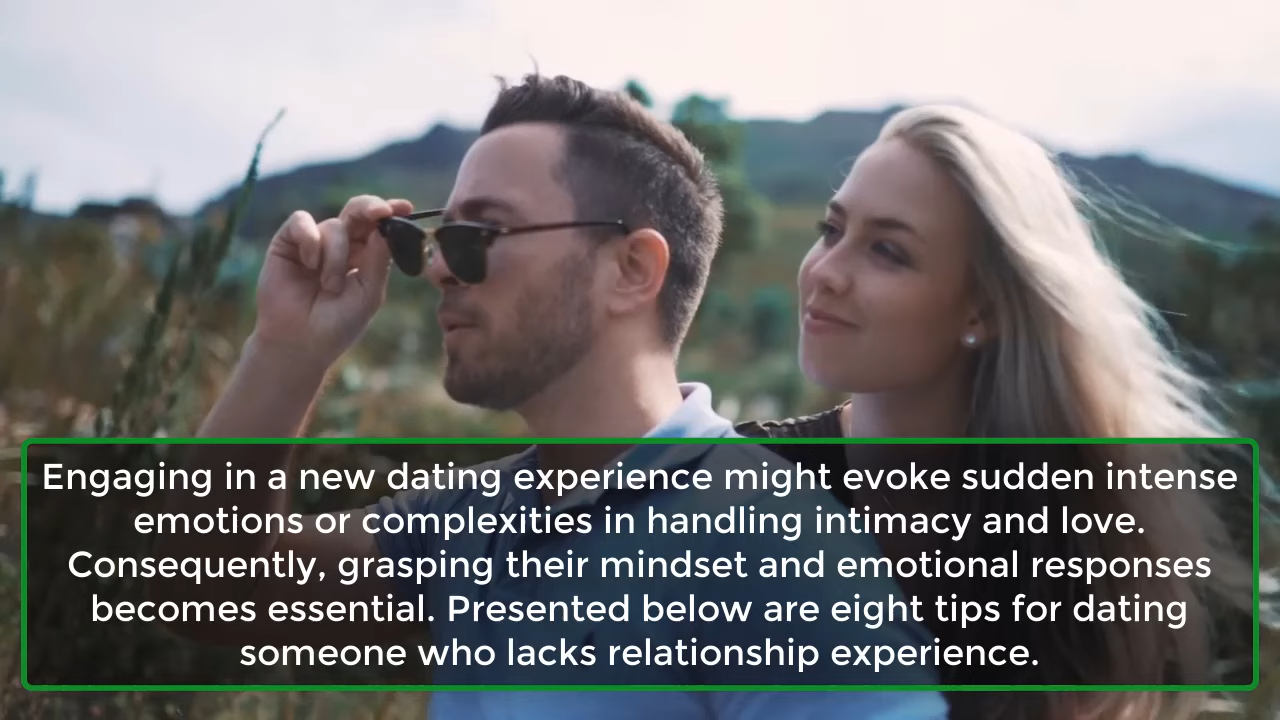 Engaging in a new dating experience might evoke sudden intense
emotions or complexities in handling intimacy and love.
Consequently, grasping their mindset and emotional responses
becomes essential. Presented below are eight tips for dating
someone who lacks relationship experience.